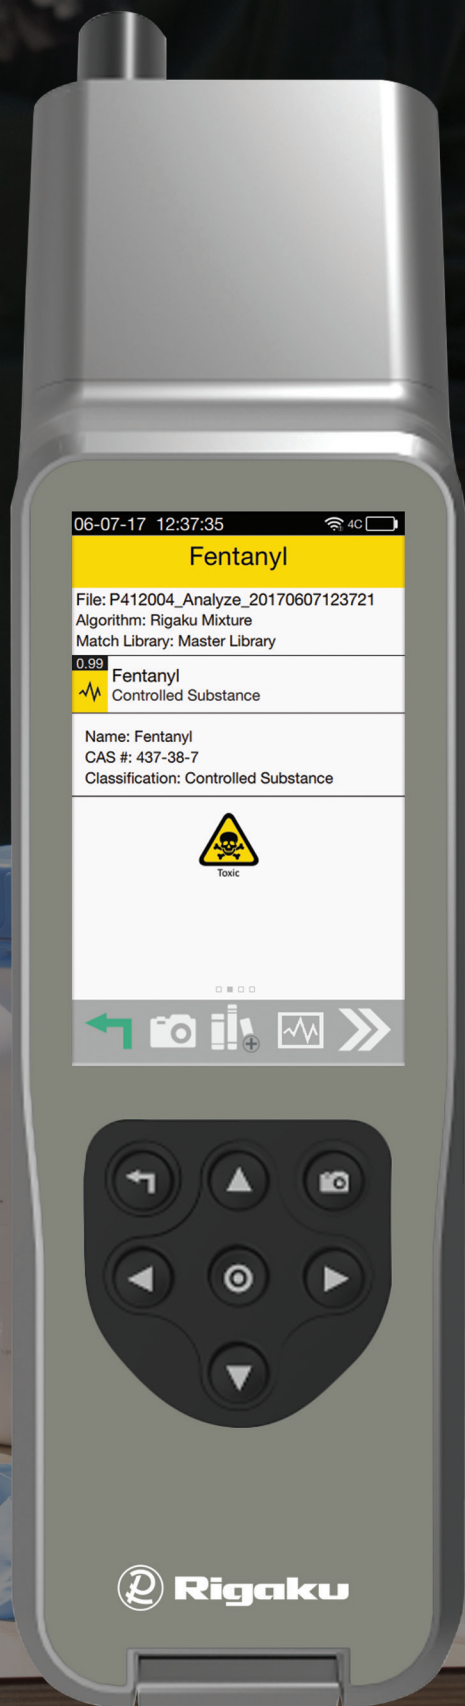 06-07-17 12:37:35 4C
Fentanyl
File: P412004_Analyze_20170607123721
Algorithm: Rigaku Mixture
Match Library: Master Library
0.99
Fentanyl
Controlled Substance
Name: Fentanyl
CAS #: 437-38-7
Classification: Controlled Substance
Toxic
Rigaku